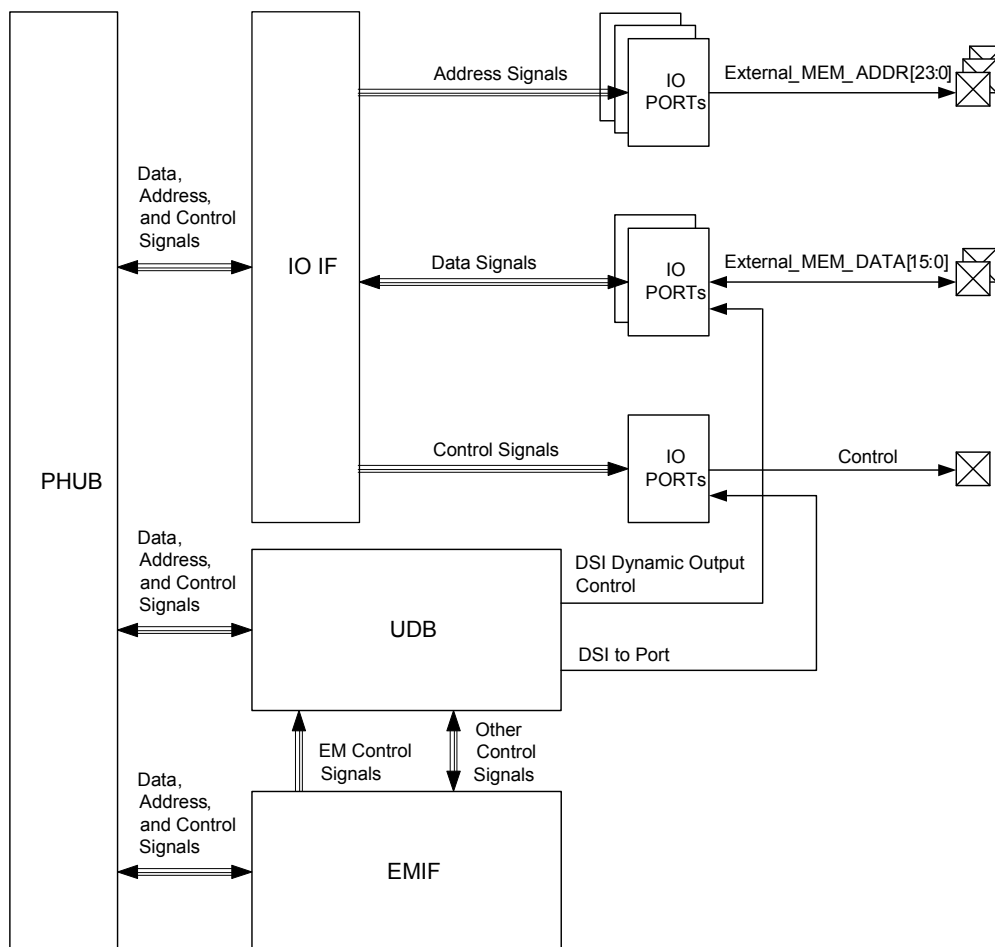 Address Signals
IO
PORTs
External_MEM_ADDR[23:0]
Data,
Address,
and Control
Signals
IO IF
Data Signals
IO
PORTs
External_MEM_DATA[15:0]
Control Signals
IO
PORTs
Control
PHUB
Data,
Address,
and Control
Signals
UDB
DSI Dynamic Output
Control
DSI to Port
EM Control
Signals
Other
Control
Signals
Data,
Address,
and Control
Signals
EMIF